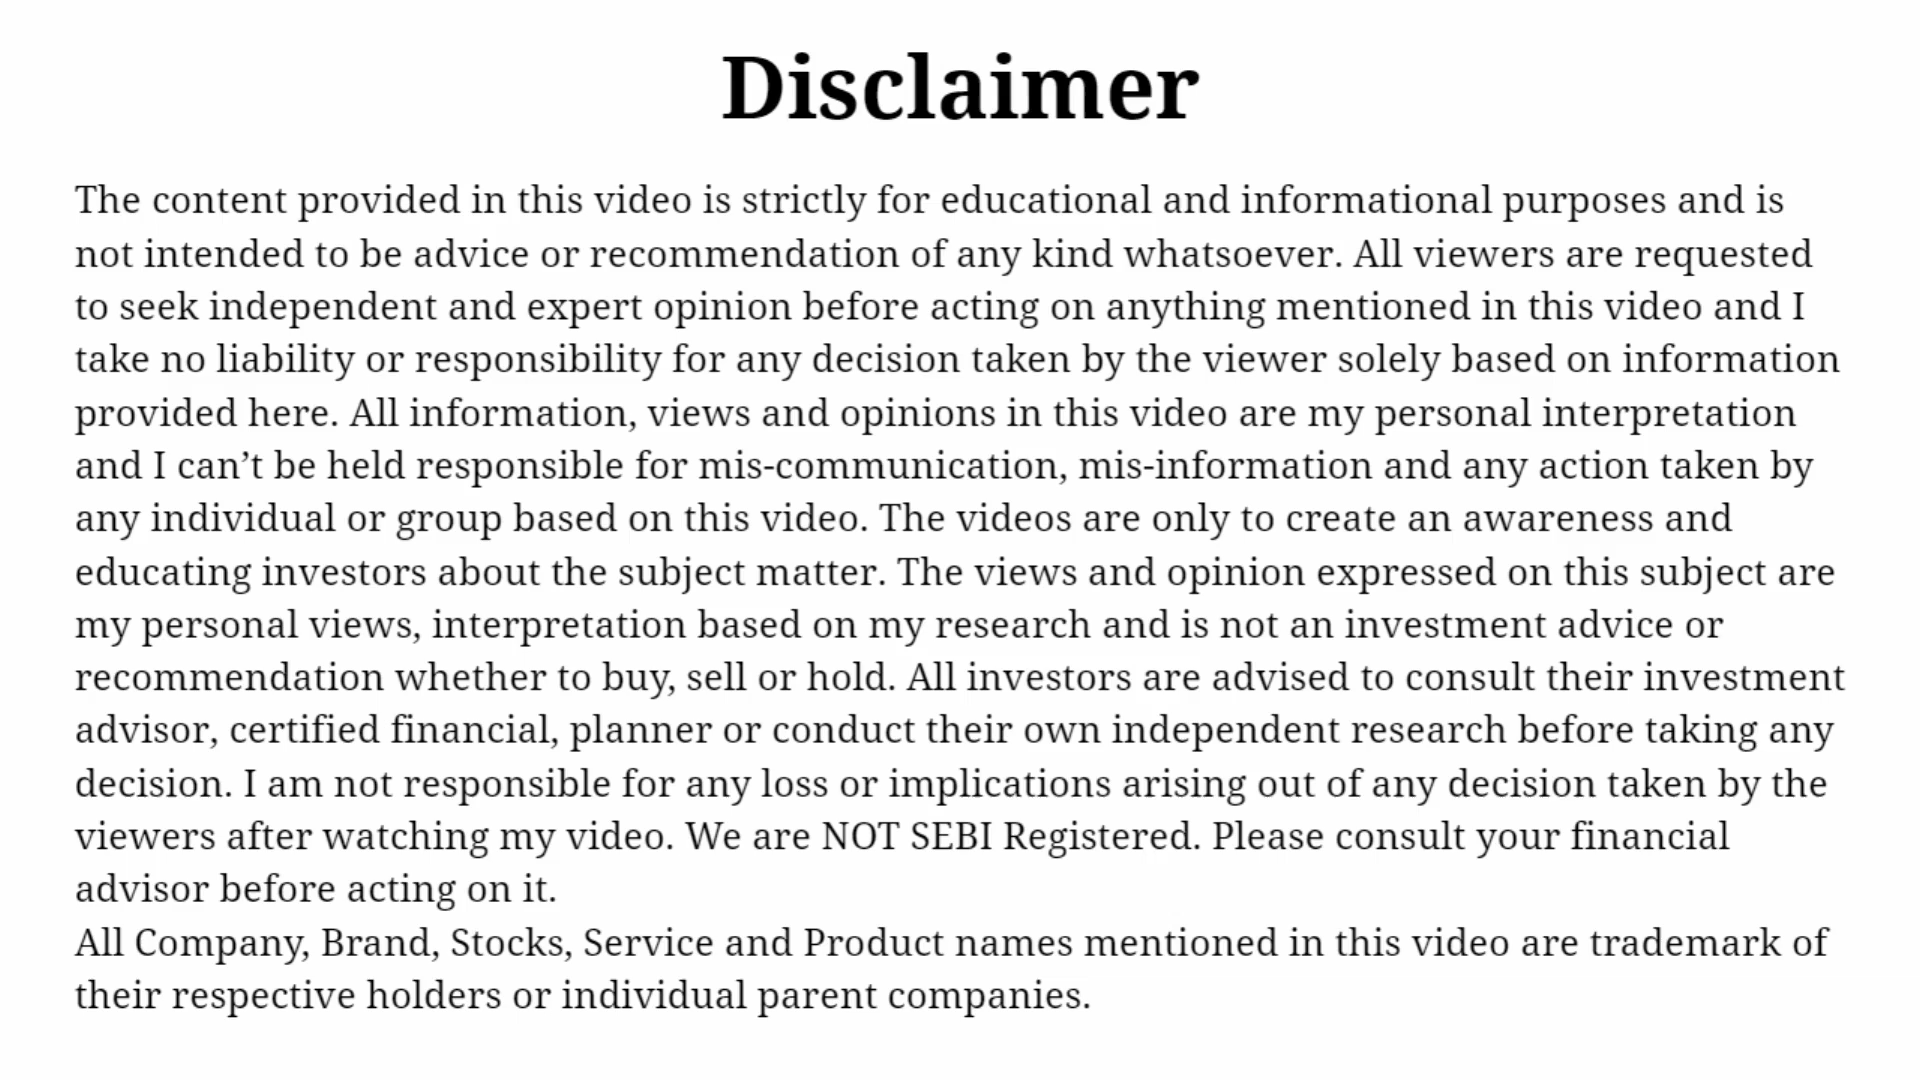 Disclaimer
The content provided in this video is strictly for educational and informational purposes and is
not intended to be advice or recommendation of any kind whatsoever. All viewers are requested
to seek independent and expert opinion before acting on anything mentioned in this video and I
take no liability or responsibility for any decision taken by the viewer solely based on information
provided here. All information, views and opinions in this video are my personal interpretation
and I can’t be held responsible for mis-communication, mis-information and any action taken by
any individual or group based on this video. The videos are only to create an awareness and
educating investors about the subject matter. The views and opinion expressed on this subject are
my personal views, interpretation based on my research and is not an investment advice or
recommendation whether to buy, sell or hold. All investors are advised to consult their investment
advisor, certified financial, planner or conduct their own independent research before taking any
decision. I am not responsible for any loss or implications arising out of any decision taken by the
viewers after watching my video. We are NOT SEBI Registered. Please consult your financial
advisor before acting on it.
All Company, Brand, Stocks, Service and Product names mentioned in this video are trademark of
their respective holders or individual parent companies.